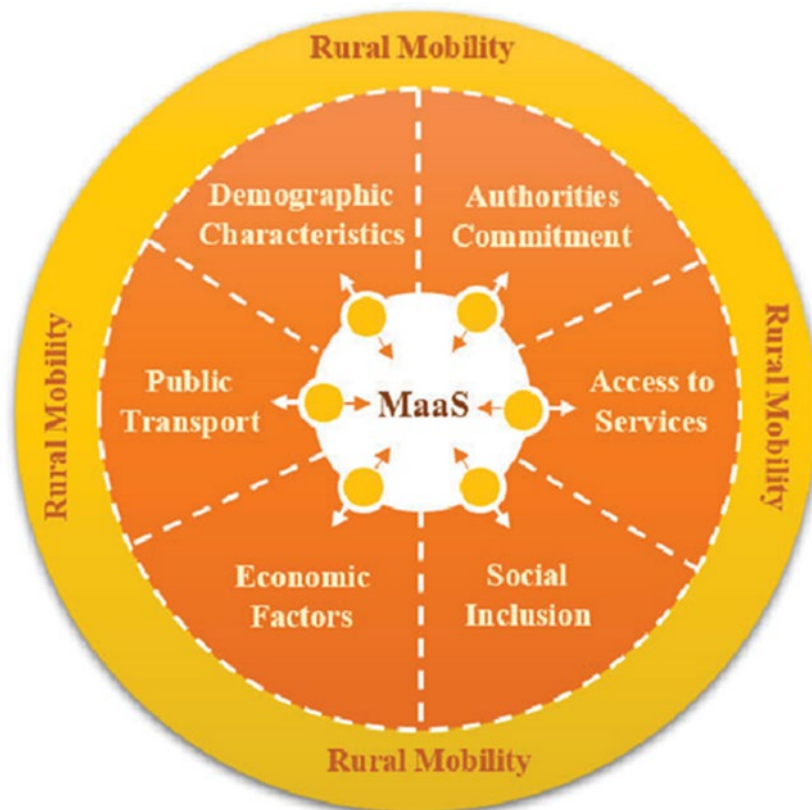 Rural Mobility
Demographic
Characteristics
Authorities
Commitment
Rural Mobility
Public
Transport
MaaS
Access to
Services
Rural Mobility
Economic
Factors
Social
Inclusion
Rural Mobility